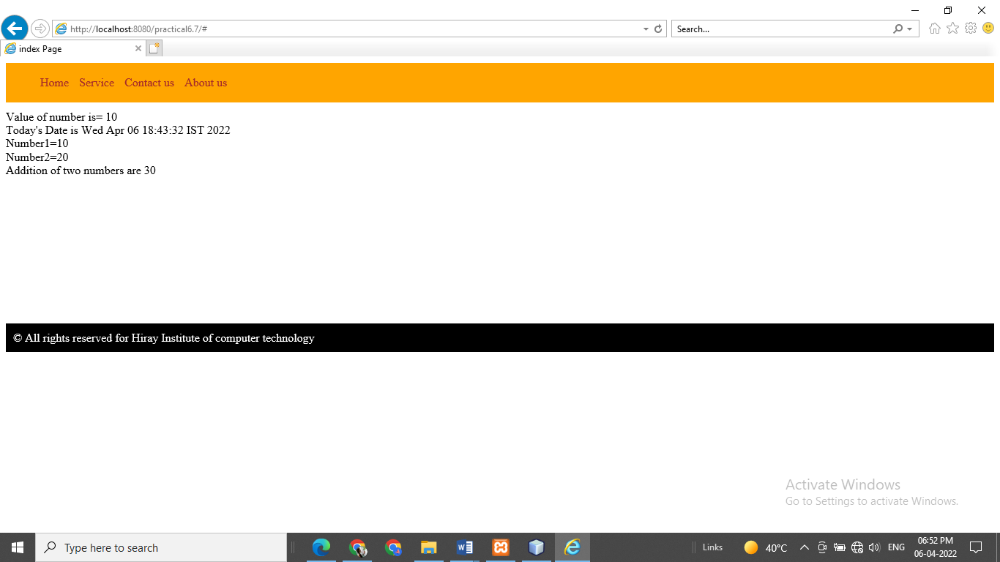 http://localhost:8080/practical6.7/#
Search...
index Page
Home Service Contact us About us
Value of number is= 10
Today's Date is Wed Apr 06 18:43:32 IST 2022
Number1=10
Number2=20
Addition of two numbers are 30
© All rights reserved for Hiray Institute of computer technology
Activate Windows
Go to Settings to activate Windows.
Type here to search
Links
40°C
ENG
06:52 PM
06-04-2022